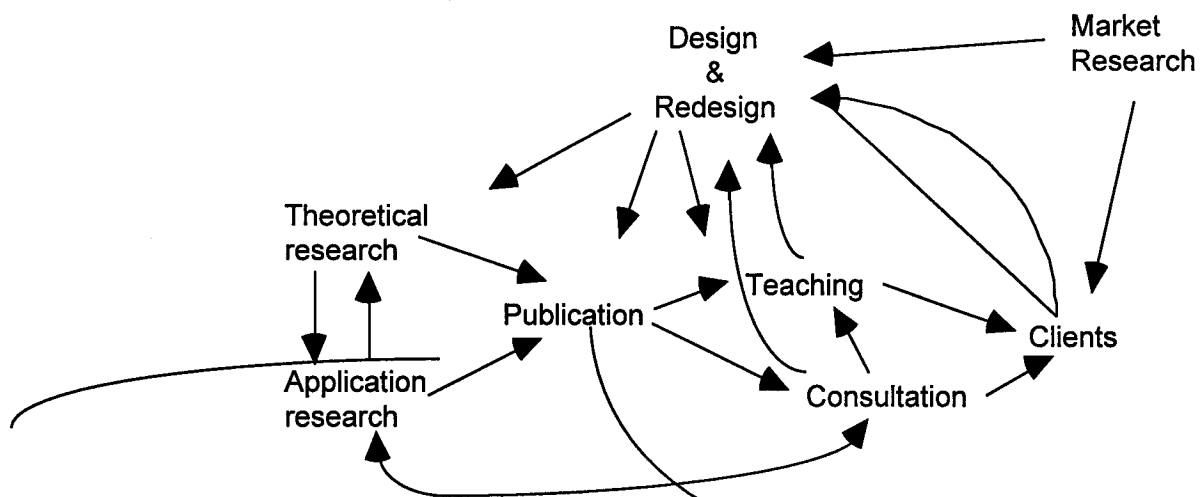 Design
&
Redesign
Market
Research
Theoretical
research
Publication
Teaching
Clients
Application
research
Consultation